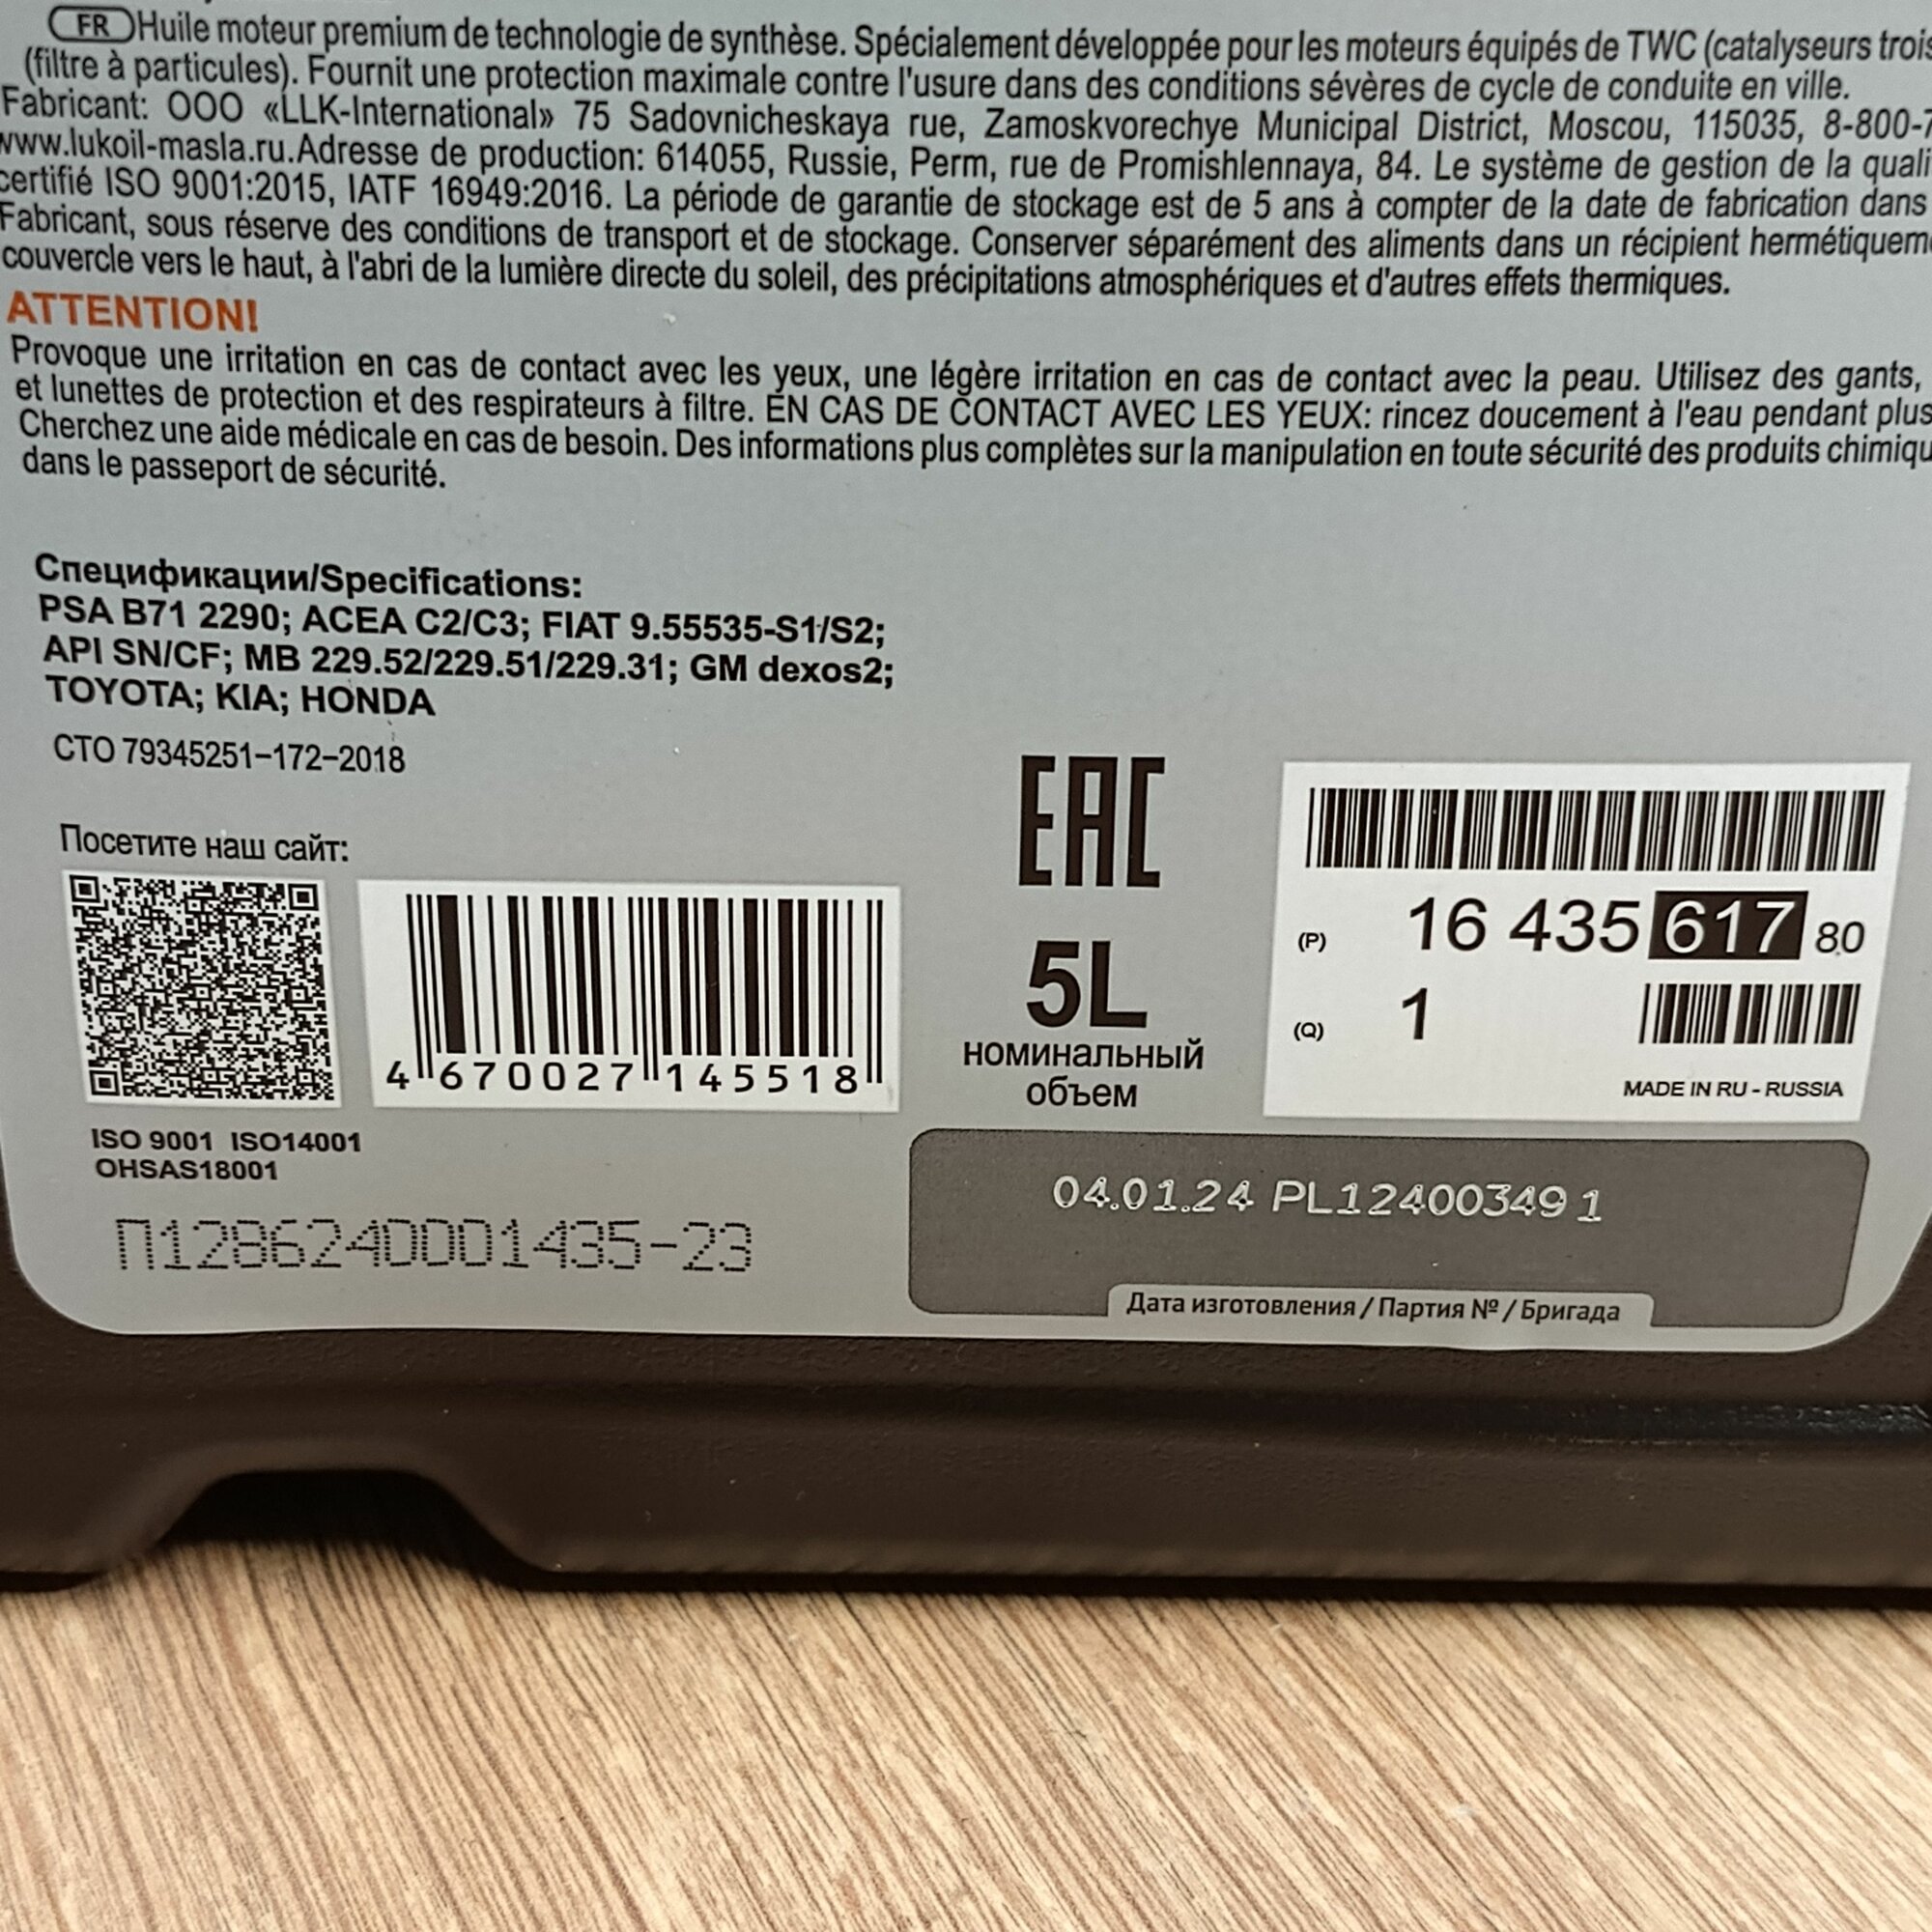 FR Huile moteur premium de technologie de synthèse. Spécialement développée pour les moteurs équipés de TWC (catalyseurs
(filtre à particules). Fournit une protection maximale contre l'usure dans des conditions sévères de cycle de conduite en ville.
Fabricant: OOO «LLK-International» 75 Sadovnicheskaya rue, Zamoskvorechye Municipal District, Moscou, 115035, 8-800-7
www.lukoil-masla.ru.Adresse de production: 614055, Russie, Perm, rue de Promishlennaya, 84. Le système de gestion de la
certifié ISO 9001:2015, IATF 16949:2016. La période de garantie de stockage est de 5 ans à compter de la date de fabrication dans
Fabricant, sous réserve des conditions de transport et de stockage. Conserver séparément des aliments dans un récipient
couvercle vers le haut, à l'abri de la lumière directe du soleil, des précipitations atmosphériques et d'autres effets thermiques.
ATTENTION!
Provoque une irritation en cas de contact avec les yeux, une légère irritation en cas de contact avec la peau. Utilisez des gants,
et lunettes de protection et des respirateurs à filtre. EN CAS DE CONTACT AVEC LES YEUX: rincez doucement à l'eau pendant
Cherchez une aide médicale en cas de besoin. Des informations plus complètes sur la manipulation en toute sécurité des produits
dans le passeport de sécurité.
Спецификации/Specifications:
PSA B71 2290; ACEA C2/C3; FIAT 9.55535-S1/S2;
API SN/CF; MB 229.52/229.51/229.31; GM dexos2;
TOYOTA; KIA; HONDA
СТО 79345251–172–2018
Посетите наш сайт:
4 670027 145518
ISO 9001 ISO14001
OHSAS18001
П1286240001435-23
EAC
5L
номинальный
объем
(P) 16 435 617 80
(Q) 1
MADE IN RU - RUSSIA
04.01.24 PL12400349 1
Дата изготовления / Партия № / Бригада